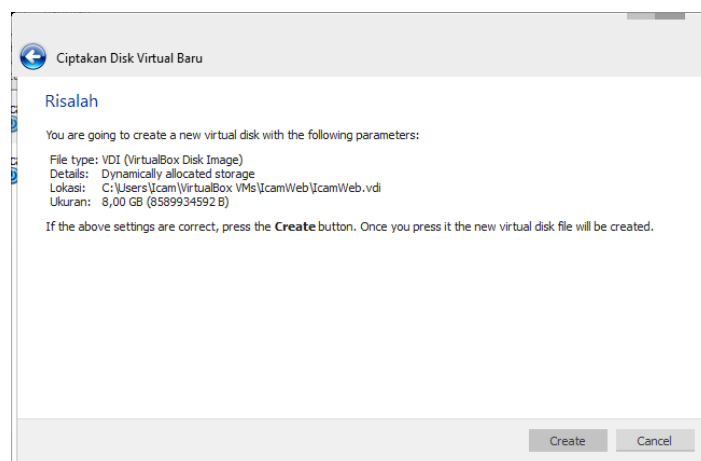 Ciptakan Disk Virtual Baru
Risalah
You are going to create a new virtual disk with the following parameters:
File type: VDI (VirtualBox Disk Image)
Details: Dynamically allocated storage
Lokasi: C:\Users\Icam\VirtualBox VMs\IcamWeb\IcamWeb.vdi
Ukuran: 8,00 GB (8589934592 B)
If the above settings are correct, press the Create button. Once you press it the new virtual disk file will be created.
Create Cancel